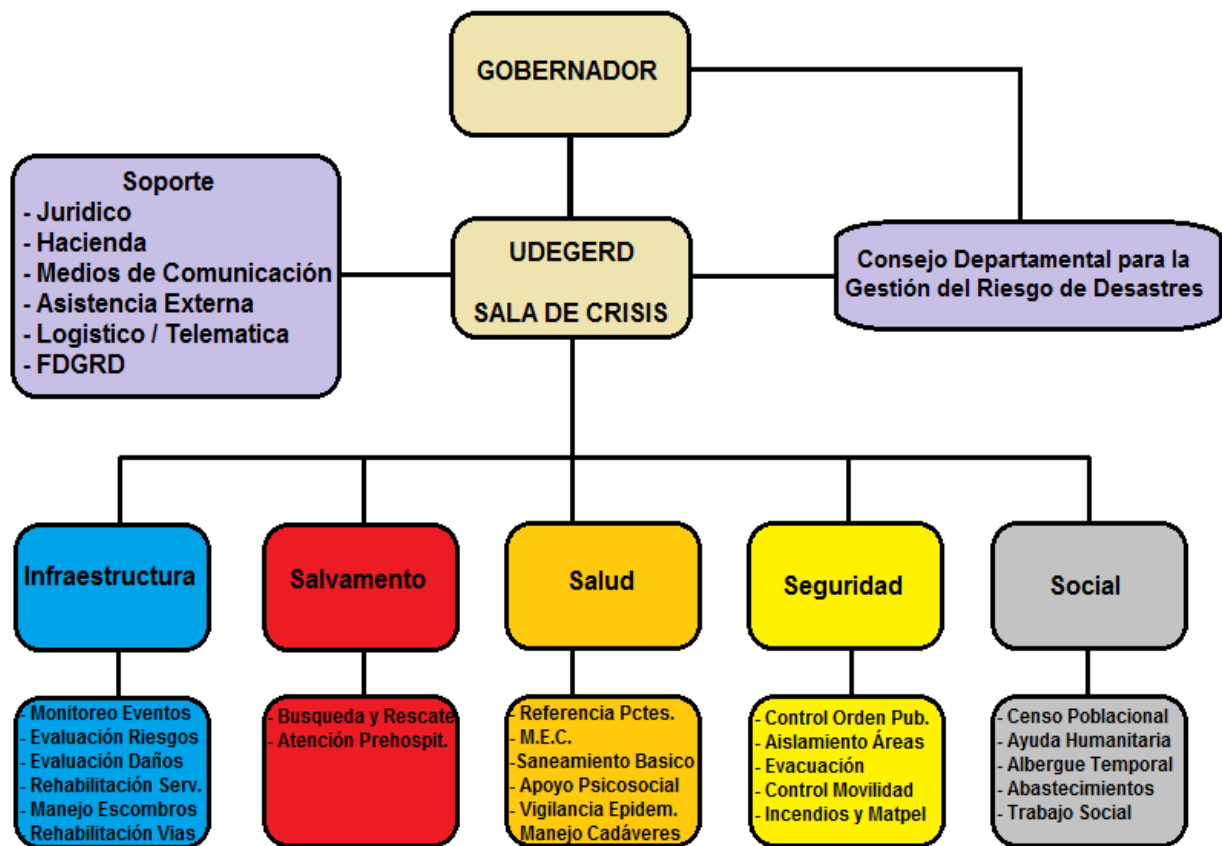 GOBERNADOR
Soporte
- Juridico
- Hacienda
- Medios de Comunicación
- Asistencia Externa
- Logistico / Telematica
- FDGRD
UDEGERD
SALA DE CRISIS
Consejo Departamental para la
Gestión del Riesgo de Desastres
Infraestructura
Salvamento
Salud
Seguridad
Social
- Monitoreo Eventos
- Evaluación Riesgos
- Evaluación Daños
- Rehabilitación Serv.
- Manejo Escombros
- Rehabilitación Vias
- Busqueda y Rescate
- Atención Prehospit.
- Referencia Pctes.
- M.E.C.
- Saneamiento Basico
- Apoyo Psicosocial
- Vigilancia Epidem.
- Manejo Cadáveres
- Control Orden Pub.
- Aislamiento Áreas
- Evacuación
- Control Movilidad
- Incendios y Matpel
- Censo Poblacional
- Ayuda Humanitaria
- Albergue Temporal
- Abastecimientos
- Trabajo Social